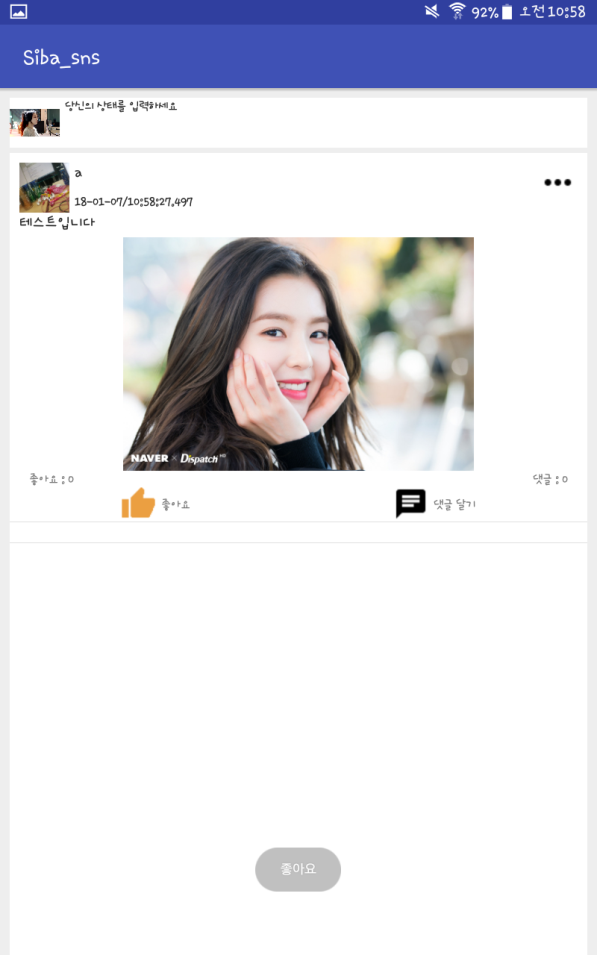 92% 오전 10:58
Siba_sns
당신의 상태를 입력하세요
a
18-01-07/10:58:27.497
테스트입니다
NAVER × Dispatch HD
좋아요 : 0 댓글 : 0
좋아요 댓글 달기
좋아요